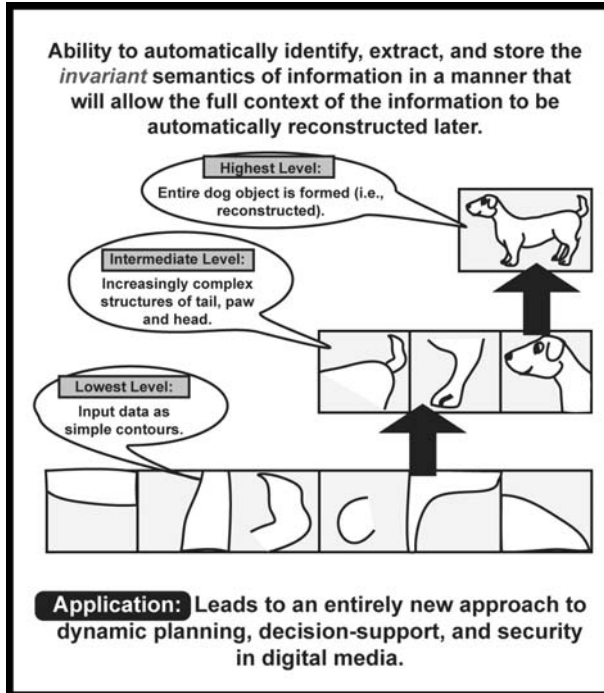 Ability to automatically identify, extract, and store the
invariant semantics of information in a manner that
will allow the full context of the information to be
automatically reconstructed later.
Highest Level:
Entire dog object is formed (i.e.,
reconstructed).
Intermediate Level:
Increasingly complex
structures of tail, paw
and head.
Lowest Level:
Input data as
simple contours.
Application: Leads to an entirely new approach to
dynamic planning, decision-support, and security
in digital media.